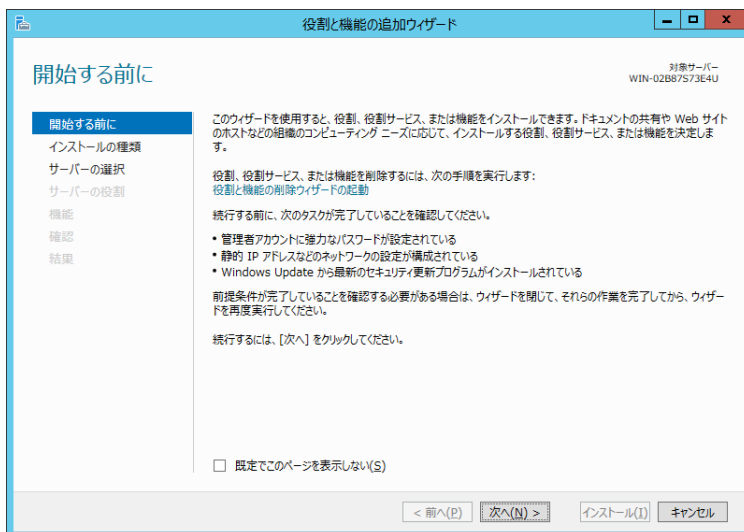 役割と機能の追加ウィザード
開始する前に
対象サーバー
WIN-02B87S73E4U
開始する前に
インストールの種類
サーバーの選択
サーバーの役割
機能
確認
結果
このウィザードを使用すると、役割、役割サービス、または機能をインストールできます。ドキュメントの共有や Web サイト
のホストなどの組織のコンピューティング ニーズに応じて、インストールする役割、役割サービス、または機能を決定しま
す。
役割、役割サービス、または機能を削除するには、次の手順を実行します:
役割と機能の削除ウィザードの起動
続行する前に、次のタスクが完了していることを確認してください。
• 管理者アカウントに強力なパスワードが設定されている
• 静的 IP アドレスなどのネットワークの設定が構成されている
• Windows Update から最新のセキュリティ更新プログラムがインストールされている
前提条件が完了していることを確認する必要がある場合は、ウィザードを閉じて、それらの作業を完了してから、ウィザー
ドを再度実行してください。
続行するには、[次へ] をクリックしてください。
既定でこのページを表示しない(S)
< 前へ(P) 次へ(N) > インストール(I) キャンセル